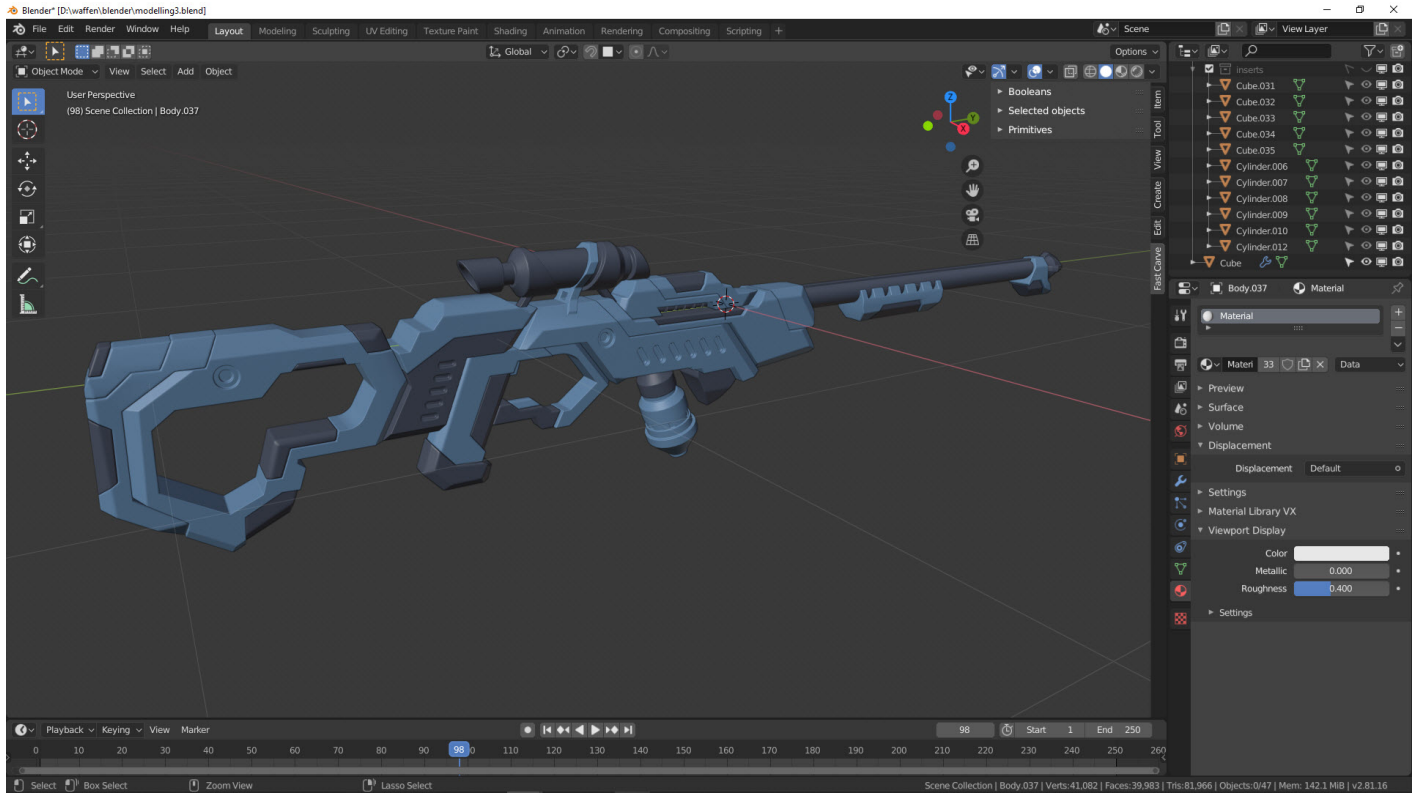 Blender* [D:\waffen\blender\modelling3.blend]
File Edit Render Window Help Layout Modeling Sculpting UV Editing Texture Paint Shading Animation Rendering Compositing Scripting + Scene View Layer
Global Options
Object Mode View Select Add Object
User Perspective
(98) Scene Collection | Body.037
Z
Y
X
Booleans
Selected objects
Primitives
Item
Tool
View
Create
Edit
Fast Carve
inserts
Cube.031
Cube.032
Cube.033
Cube.034
Cube.035
Cylinder.006
Cylinder.007
Cylinder.008
Cylinder.009
Cylinder.010
Cylinder.012
Cube
Body.037 Material
Material
Materi 33 Data
Preview
Surface
Volume
Displacement
Displacement Default
Settings
Material Library VX
Viewport Display
Color
Metallic 0.000
Roughness 0.400
Settings
Playback Keying View Marker 98 Start 1 End 250
0 10 20 30 40 50 60 70 80 90 98 110 120 130 140 150 160 170 180 190 200 210 220 230 240 250 260
Select Box Select Zoom View Lasso Select Scene Collection | Body.037 | Verts:41,082 | Faces:39,983 | Tris:81,966 | Objects:0/47 | Mem: 142.1 MiB | v2.81.16